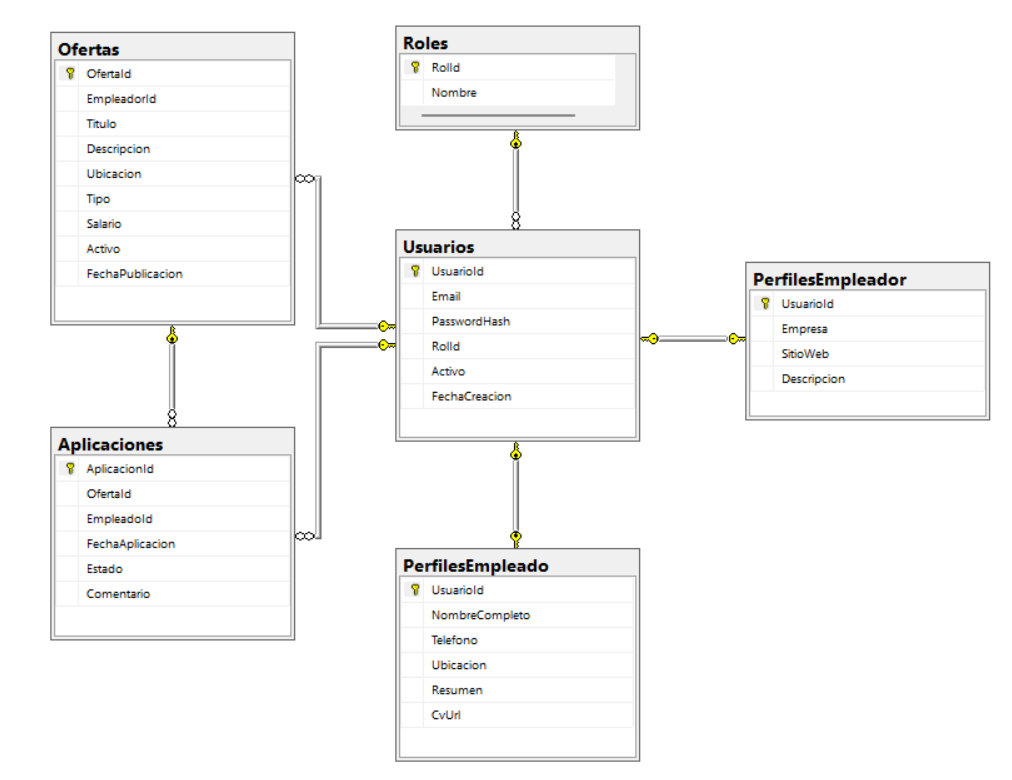 Ofertas
OfertaId
EmpleadorId
Titulo
Descripcion
Ubicacion
Tipo
Salario
Activo
FechaPublicacion
Roles
RolId
Nombre
Usuarios
UsuarioId
Email
PasswordHash
RolId
Activo
FechaCreacion
PerfilesEmpleador
UsuarioId
Empresa
SitioWeb
Descripcion
Aplicaciones
AplicacionId
OfertaId
EmpleadoId
FechaAplicacion
Estado
Comentario
PerfilesEmpleado
UsuarioId
NombreCompleto
Telefono
Ubicacion
Resumen
CvUrl